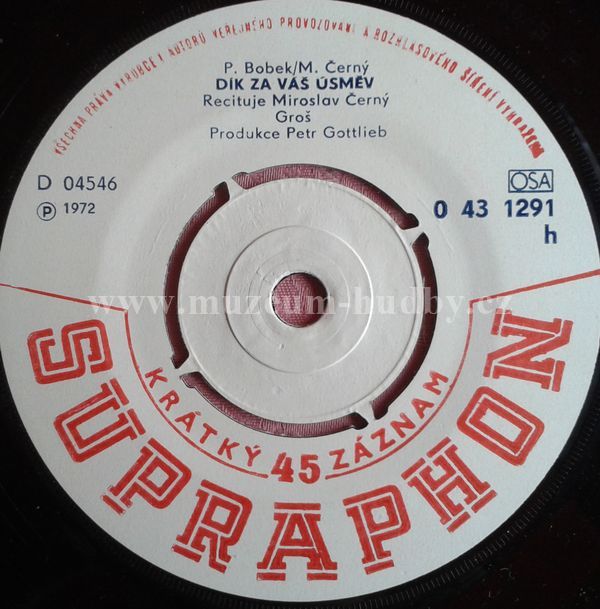 VŠECHNA PRÁVA VÝROBCE I AUTORŮ VEŘEJNÉHO PROVOZOVÁNÍ A ROZHLASOVÉHO ŠÍŘENÍ VYHRAZENA
P. Bobek/M. Černý
DÍK ZA VÁŠ ÚSMĚV
Recituje Miroslav Černý
Groš
Produkce Petr Gottlieb
D 04546
Ⓟ 1972
OSA
0 43 1291
h
www.muzeum-hudby.cz
KRÁTKÝ 45 ZÁZNAM
SUPRAPHON